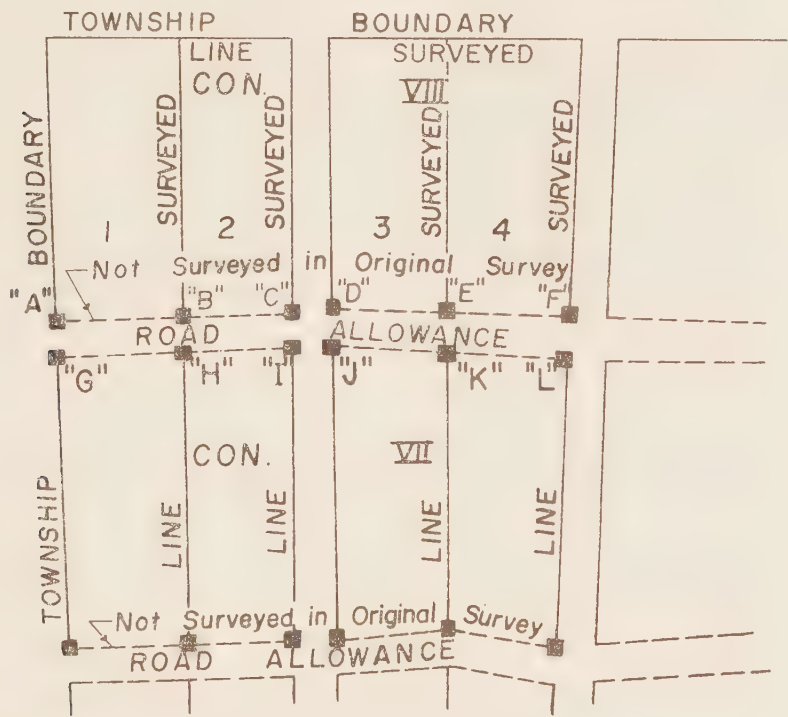 TOWNSHIP BOUNDARY
LINE SURVEYED
CON. VIII
BOUNDARY
SURVEYED
SURVEYED
SURVEYED
SURVEYED
1 2 3 4
Not Surveyed in Original Survey
"A" "B" "C" "D" "E" "F"
ROAD ALLOWANCE
"G" "H" "I" "J" "K" "L"
CON. VII
TOWNSHIP
LINE
LINE
LINE
LINE
Not Surveyed in Original Survey
ROAD ALLOWANCE